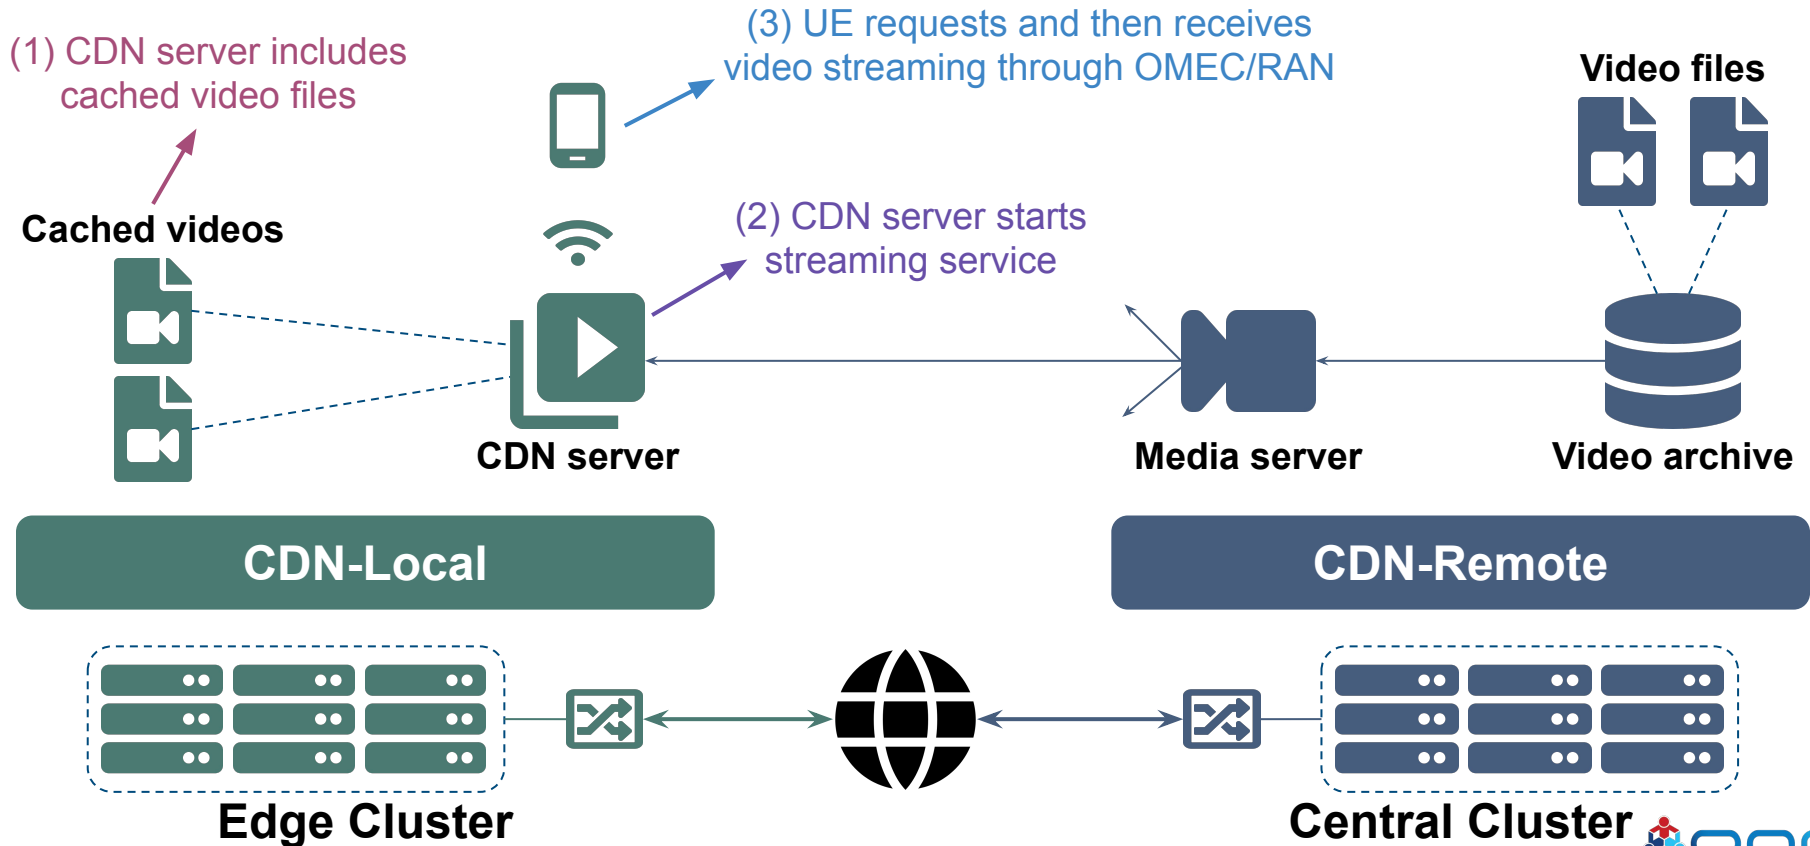 (1) CDN server includes
cached video files
(3) UE requests and then receives
video streaming through OMEC/RAN
Video files
Cached videos
(2) CDN server starts
streaming service
CDN server
Media server
Video archive
CDN-Local
CDN-Remote
Edge Cluster
Central Cluster